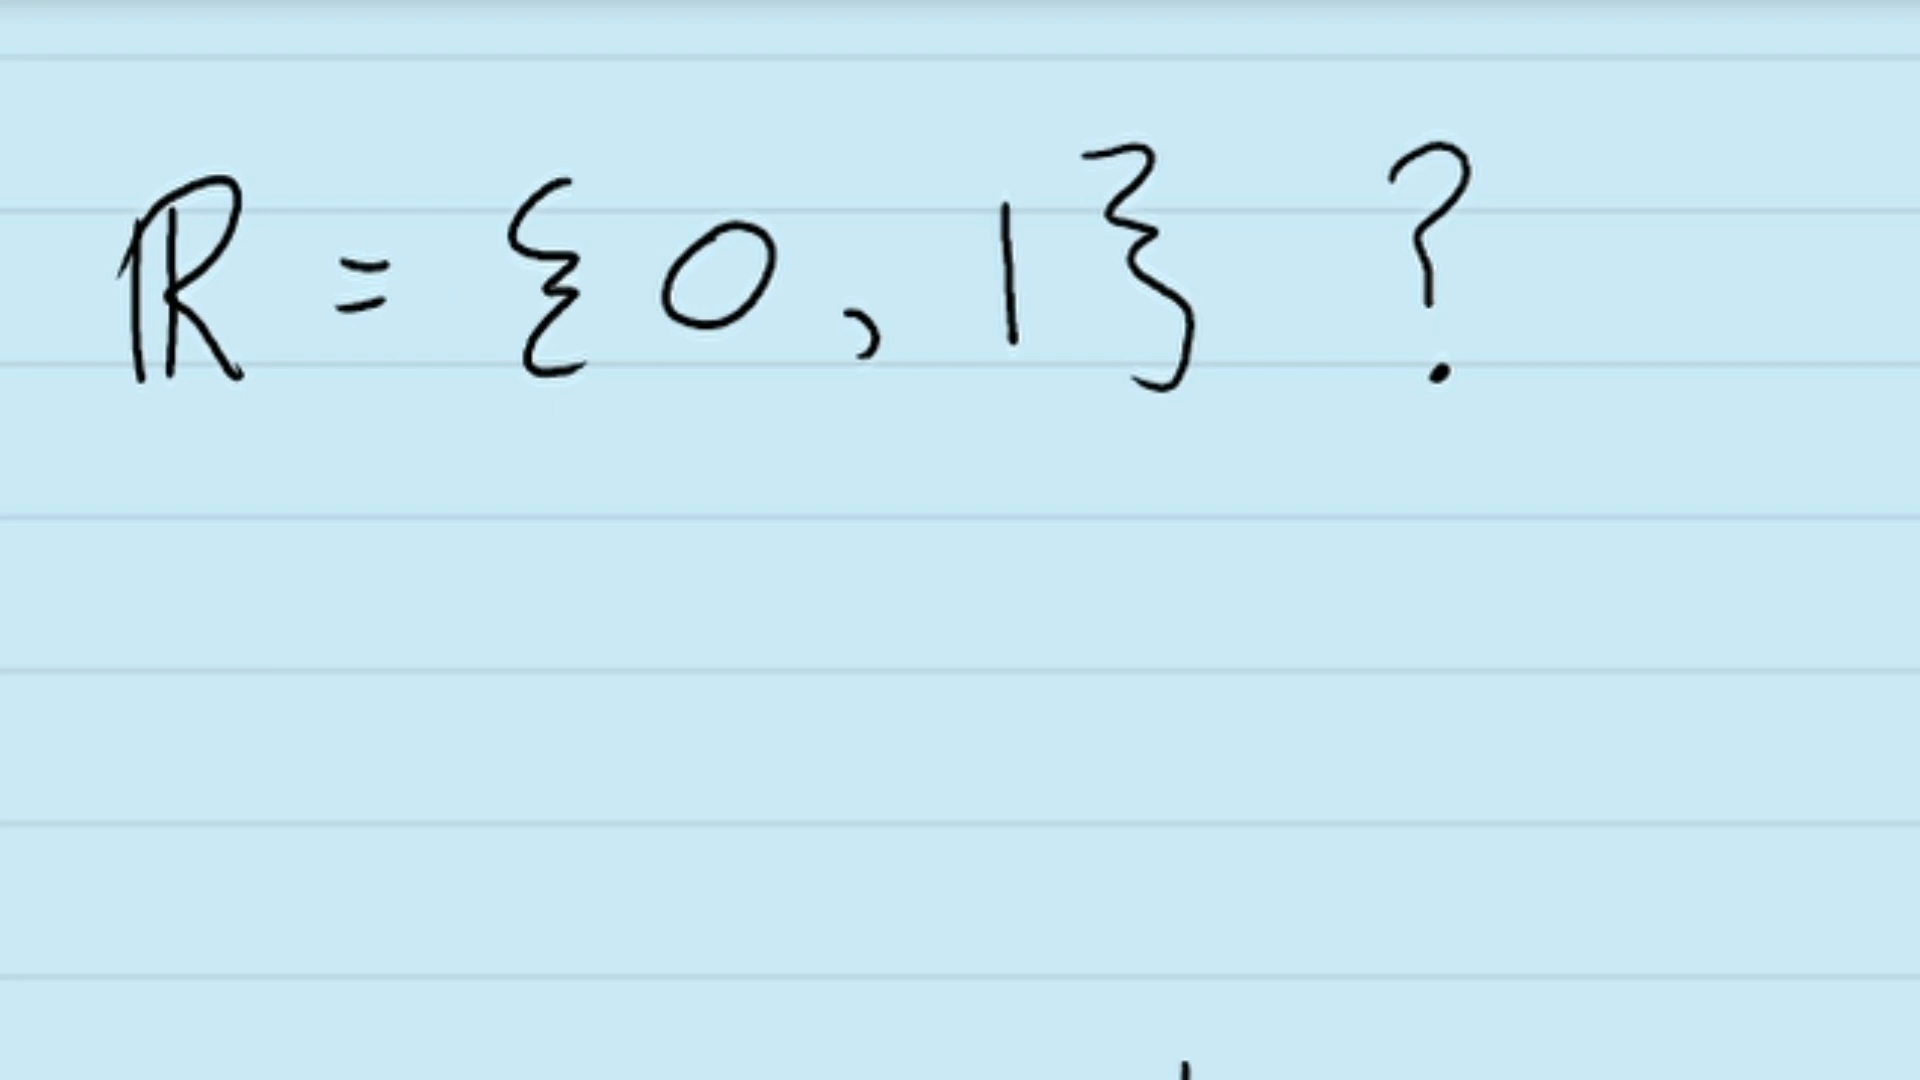 ℝ = {0, 1} ?